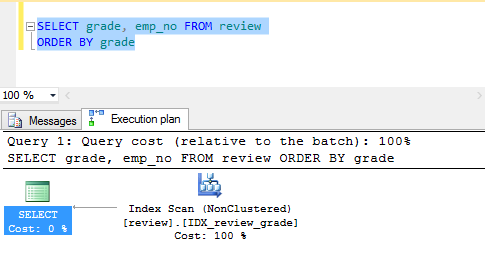 SELECT grade, emp_no FROM review
ORDER BY grade
100 %
Messages
Execution plan
Query 1: Query cost (relative to the batch): 100%
SELECT grade, emp_no FROM review ORDER BY grade
SELECT
Cost: 0 %
Index Scan (NonClustered)
[review].[IDX_review_grade]
Cost: 100 %